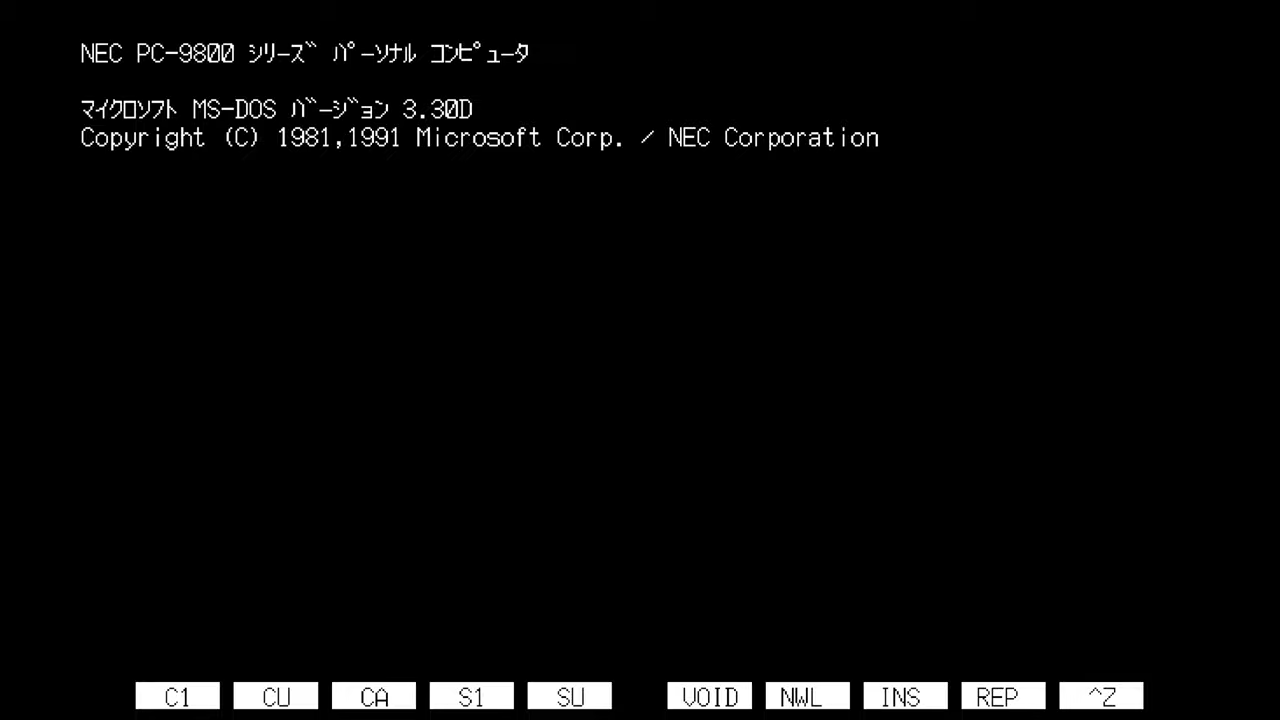 NEC PC-9800 シリーズ パーソナル コンピュータ
マイクロソフト MS-DOS バージョン 3.30D
Copyright (C) 1981,1991 Microsoft Corp. / NEC Corporation
C1 CU CA S1 SU VOID NWL INS REP ^Z